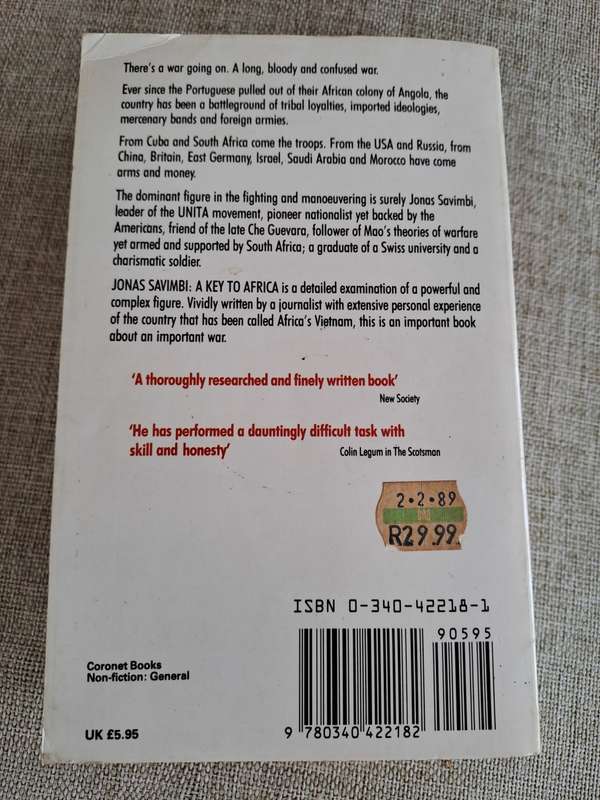 There's a war going on. A long, bloody and confused war.
Ever since the Portuguese pulled out of their African colony of Angola, the
country has been a battleground of tribal loyalties, imported ideologies,
mercenary bands and foreign armies.
From Cuba and South Africa come the troops. From the USA and Russia, from
China, Britain, East Germany, Israel, Saudi Arabia and Morocco have come
arms and money.
The dominant figure in the fighting and manoeuvering is surely Jonas Savimbi,
leader of the UNITA movement, pioneer nationalist yet backed by the
Americans, friend of the late Che Guevara, follower of Mao's theories of warfare
yet armed and supported by South Africa; a graduate of a Swiss university and a
charismatic soldier.
JONAS SAVIMBI: A KEY TO AFRICA is a detailed examination of a powerful and
complex figure. Vividly written by a journalist with extensive personal experience
of the country that has been called Africa's Vietnam, this is an important book
about an important war.
'A thoroughly researched and finely written book'
New Society
'He has performed a dauntingly difficult task with
skill and honesty'
Colin Legum in The Scotsman
2•2•89
R29.99
ISBN 0-340-42218-1
90595
Coronet Books
Non-fiction: General
UK £5.95
9 780340 422182